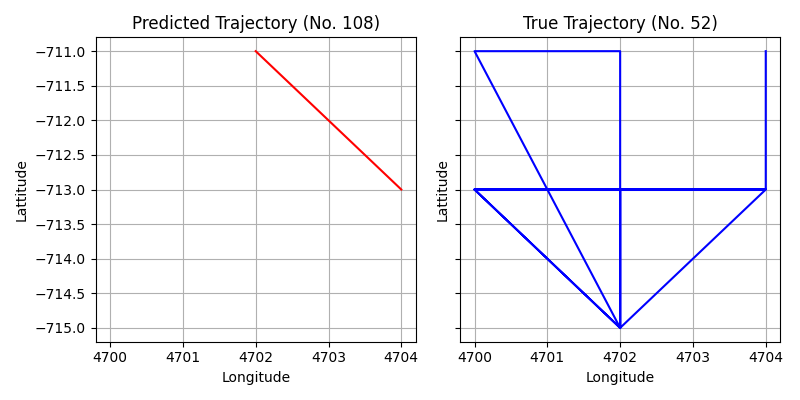 Predicted Trajectory (No. 108)
Lattitude
−711.0
−711.5
−712.0
−712.5
−713.0
−713.5
−714.0
−714.5
−715.0
4700 4701 4702 4703 4704
Longitude
True Trajectory (No. 52)
Lattitude
4700 4701 4702 4703 4704
Longitude